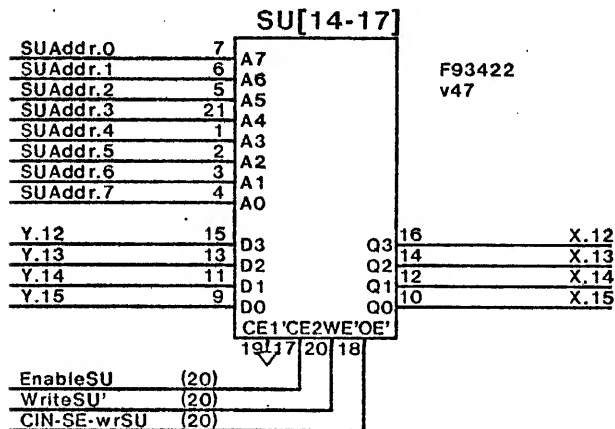 SU[14-17]
SUAddr.0 7 A7
SUAddr.1 6 A6
SUAddr.2 5 A5
SUAddr.3 21 A4
SUAddr.4 1 A3
SUAddr.5 2 A2
SUAddr.6 3 A1
SUAddr.7 4 A0
F93422
v47
Y.12 15 D3 Q3 16 X.12
Y.13 13 D2 Q2 14 X.13
Y.14 11 D1 Q1 12 X.14
Y.15 9 D0 Q0 10 X.15
CE1'CE2WE'OE'
19 17 20 18
EnableSU (20)
WriteSU' (20)
CIN-SE-wrSU (20)